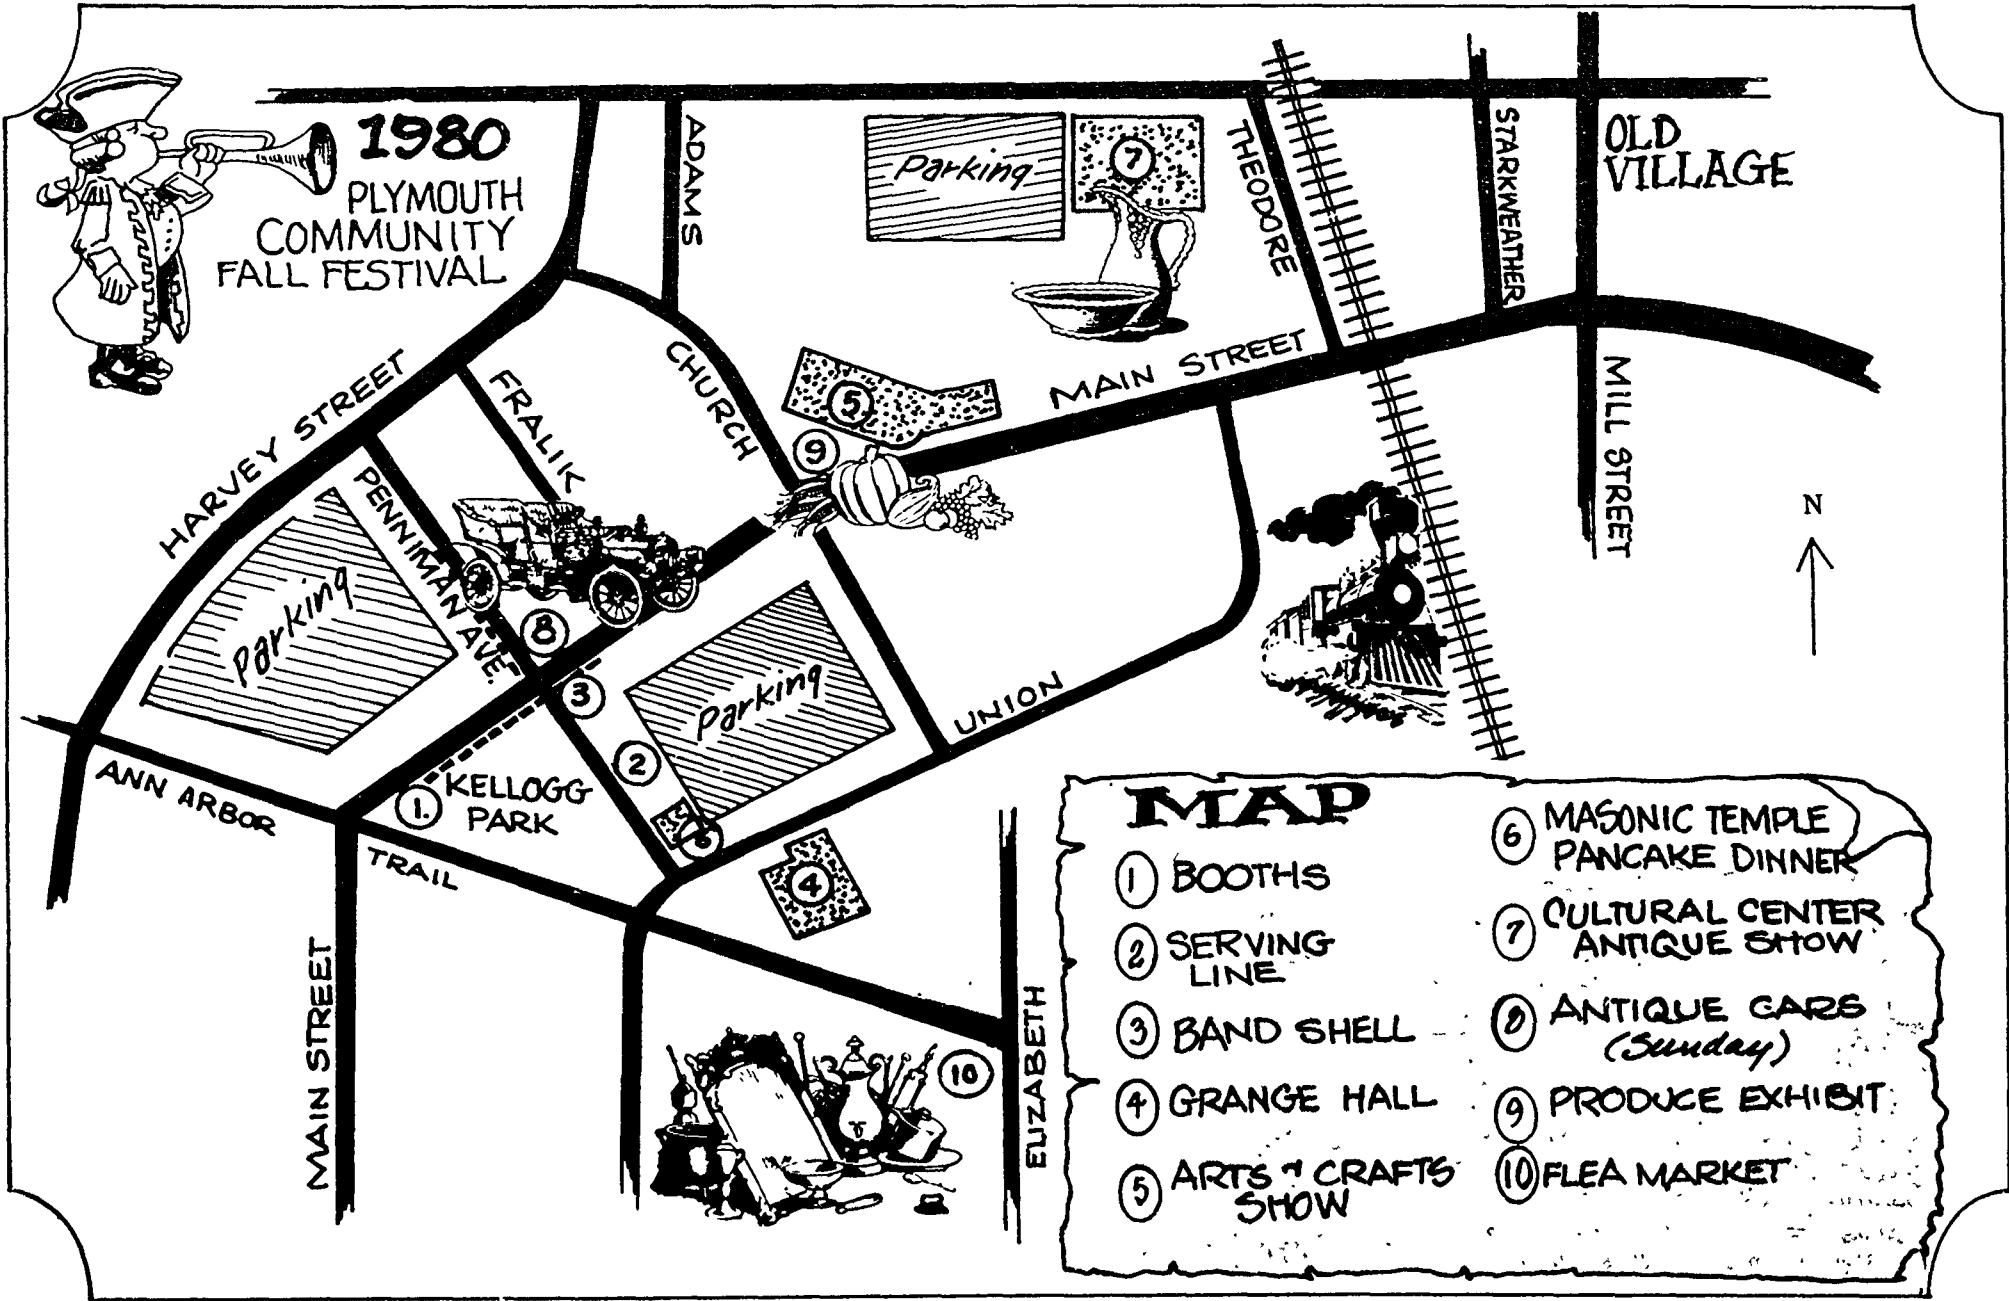 1980
PLYMOUTH
COMMUNITY
FALL FESTIVAL
ADAMS
Parking
7
THEODORE
STARKWEATHER
OLD
VILLAGE
HARVEY STREET
FRALIK
CHURCH
5
9
MAIN STREET
MILL STREET
N
PENNIMAN AVE.
Parking
8
3
Parking
2
UNION
ANN ARBOR
TRAIL
1.
KELLOGG
PARK
6
4
MAIN STREET
10
ELIZABETH
MAP
1 BOOTHS
2 SERVING
LINE
3 BAND SHELL
4 GRANGE HALL
5 ARTS 'N CRAFTS
SHOW
6 MASONIC TEMPLE
PANCAKE DINNER
7 CULTURAL CENTER
ANTIQUE SHOW
8 ANTIQUE CARS
(Sunday)
9 PRODUCE EXHIBIT
10 FLEA MARKET